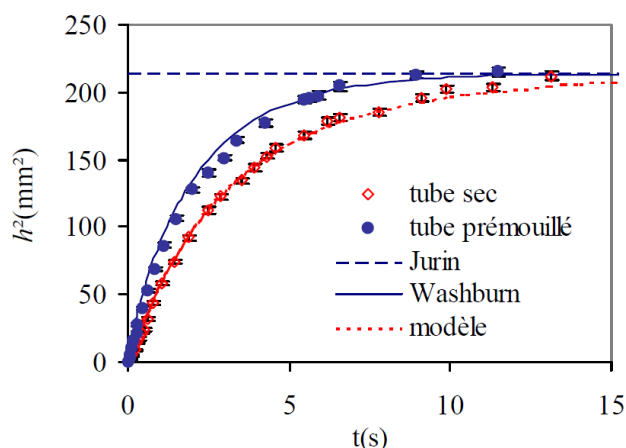 h²(mm²)
250
200
150
100
50
0
tube sec
tube prémouillé
Jurin
Washburn
modèle
0 5 10 15
t(s)